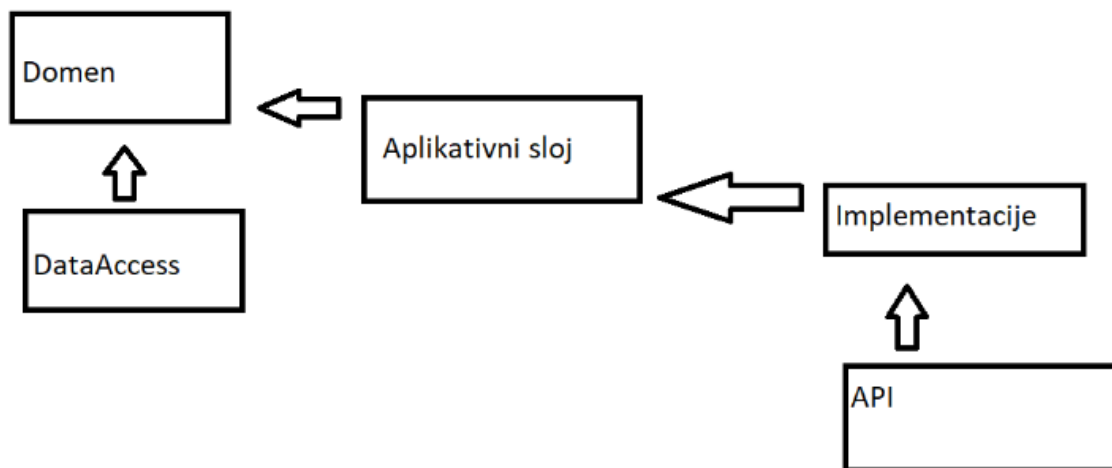 Domen
Aplikativni sloj
Implementacije
DataAccess
API